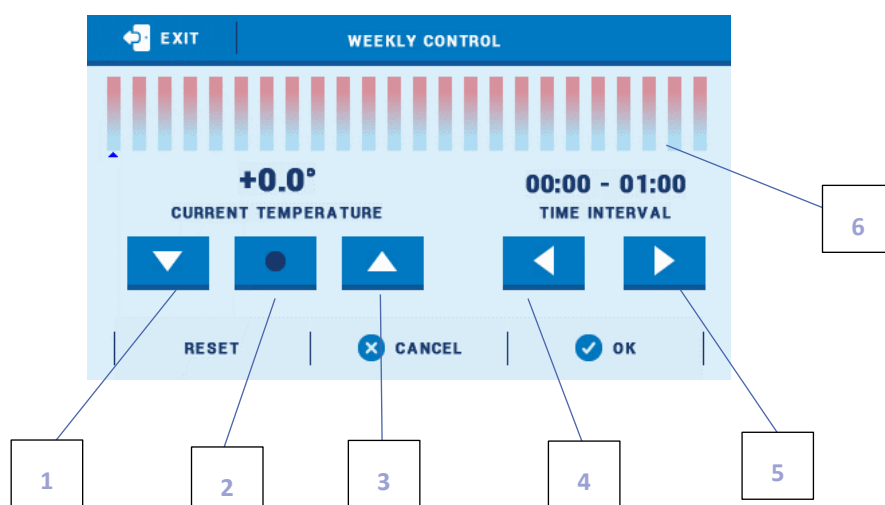 EXIT
WEEKLY CONTROL
+0.0°
00:00 - 01:00
CURRENT TEMPERATURE
TIME INTERVAL
6
RESET
CANCEL
OK
1
2
3
4
5